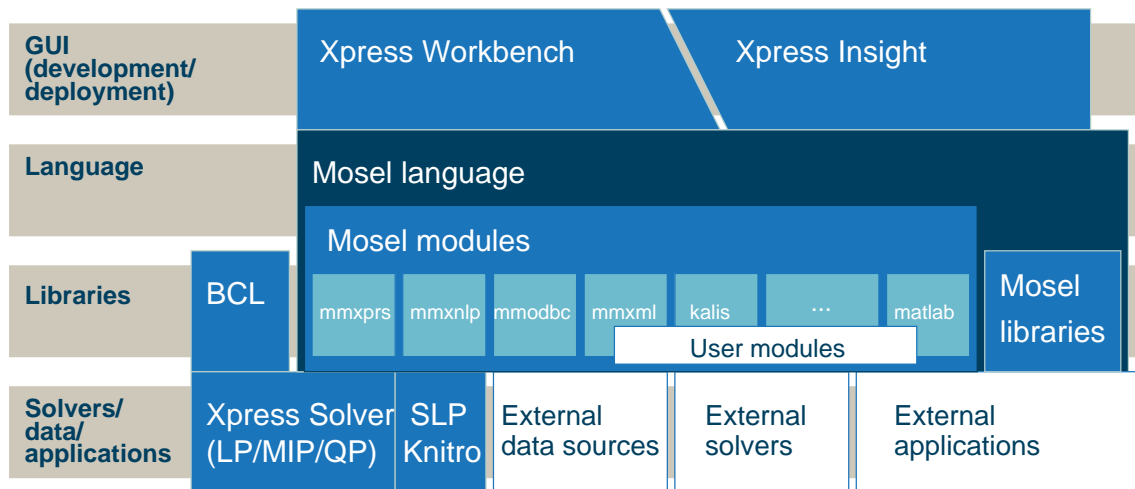 GUI
(development/
deployment)
Xpress Workbench
Xpress Insight
Language
Mosel language
Mosel modules
Libraries
BCL
mmxprs
mmxnlp
mmodbc
mmxml
kalis
...
matlab
User modules
Mosel
libraries
Solvers/
data/
applications
Xpress Solver
(LP/MIP/QP)
SLP
Knitro
External
data sources
External
solvers
External
applications